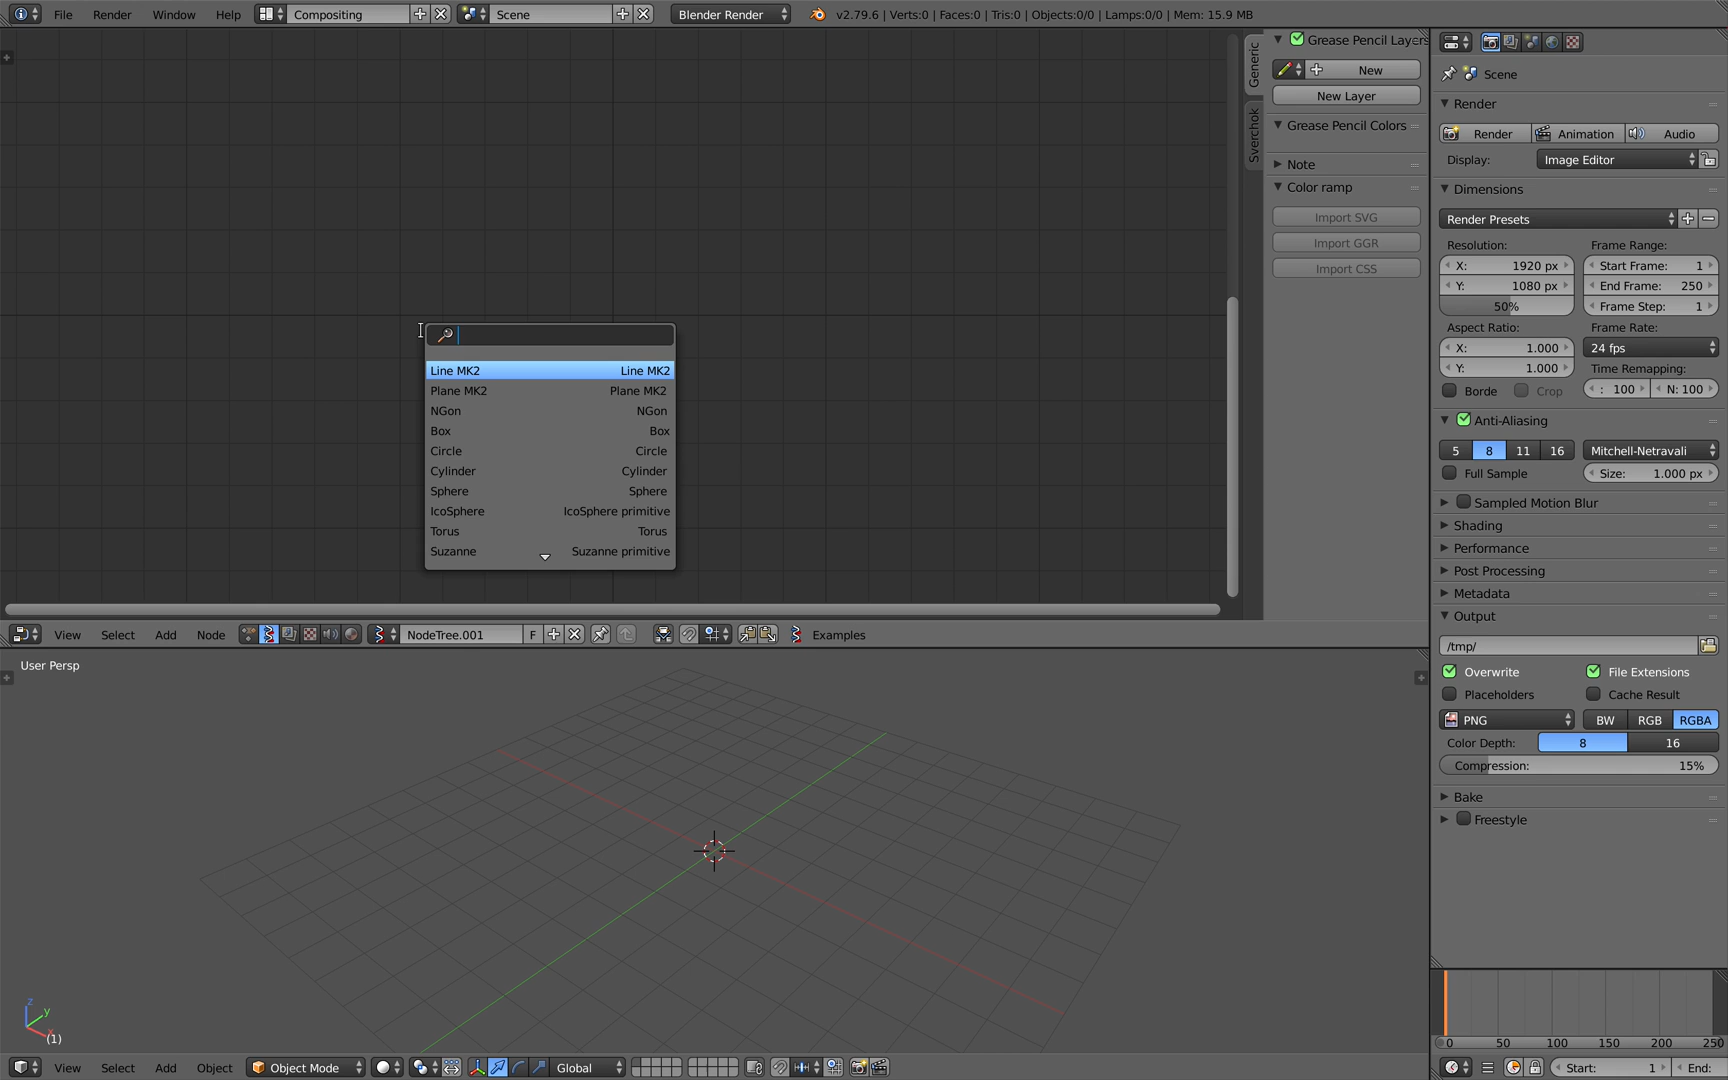 File Render Window Help Compositing Scene Blender Render v2.79.6 | Verts:0 | Faces:0 | Tris:0 | Objects:0/0 | Lamps:0/0 | Mem: 15.9 MB
Generic
Sverchok
Grease Pencil Layers
New
New Layer
Grease Pencil Colors
Note
Color ramp
Import SVG
Import GGR
Import CSS
Line MK2 Line MK2
Plane MK2 Plane MK2
NGon NGon
Box Box
Circle Circle
Cylinder Cylinder
Sphere Sphere
IcoSphere IcoSphere primitive
Torus Torus
Suzanne Suzanne primitive
View Select Add Node NodeTree.001 F Examples
User Persp
z
y
x
(1)
View Select Add Object Object Mode Global
Scene
Render
Render Animation Audio
Display: Image Editor
Dimensions
Render Presets
Resolution: Frame Range:
X: 1920 px Start Frame: 1
Y: 1080 px End Frame: 250
50% Frame Step: 1
Aspect Ratio: Frame Rate:
X: 1.000 24 fps
Y: 1.000 Time Remapping:
Borde Crop : 100 N: 100
Anti-Aliasing
5 8 11 16 Mitchell-Netravali
Full Sample Size: 1.000 px
Sampled Motion Blur
Shading
Performance
Post Processing
Metadata
Output
/tmp/
Overwrite File Extensions
Placeholders Cache Result
PNG BW RGB RGBA
Color Depth: 8 16
Compression: 15%
Bake
Freestyle
0 50 100 150 200 250
Start: 1 End: